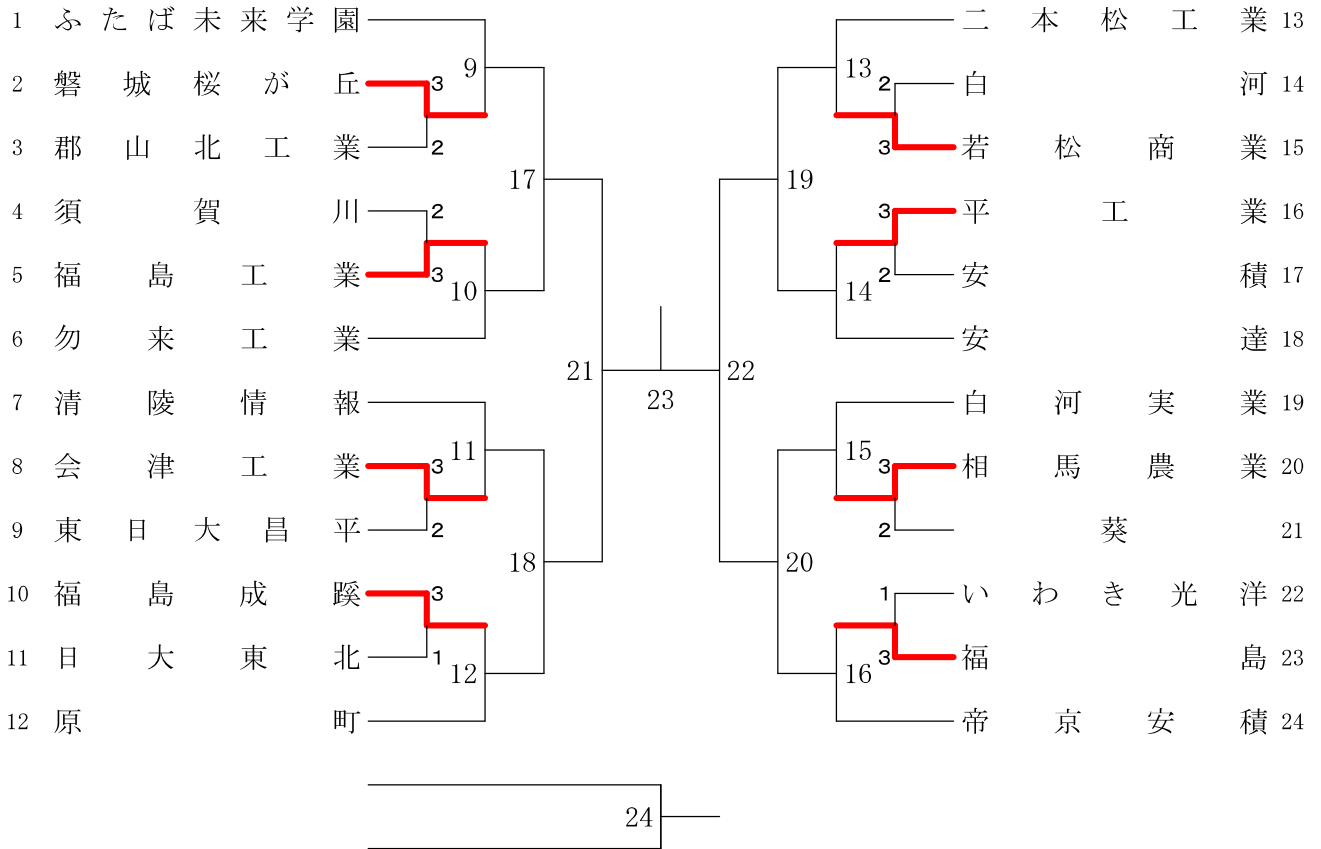 1 ふたば未来学園
9
2 磐城桜が丘 3
3 郡山北工業 2
17
4 須賀川 2
5 福島工業 3
10
6 勿来工業
21
7 清陵情報
11
8 会津工業 3
9 東日大昌平 2
18
10 福島成蹊 3
11 日大東北 1
12
12 原町
23
二本松工業 13
13
2 白河 14
3 若松商業 15
19
3 平工業 16
2 安積 17
14
安達 18
22
白河実業 19
15
3 相馬農業 20
2 葵 21
20
1 いわき光洋 22
3 福島 23
16
帝京安積 24
24